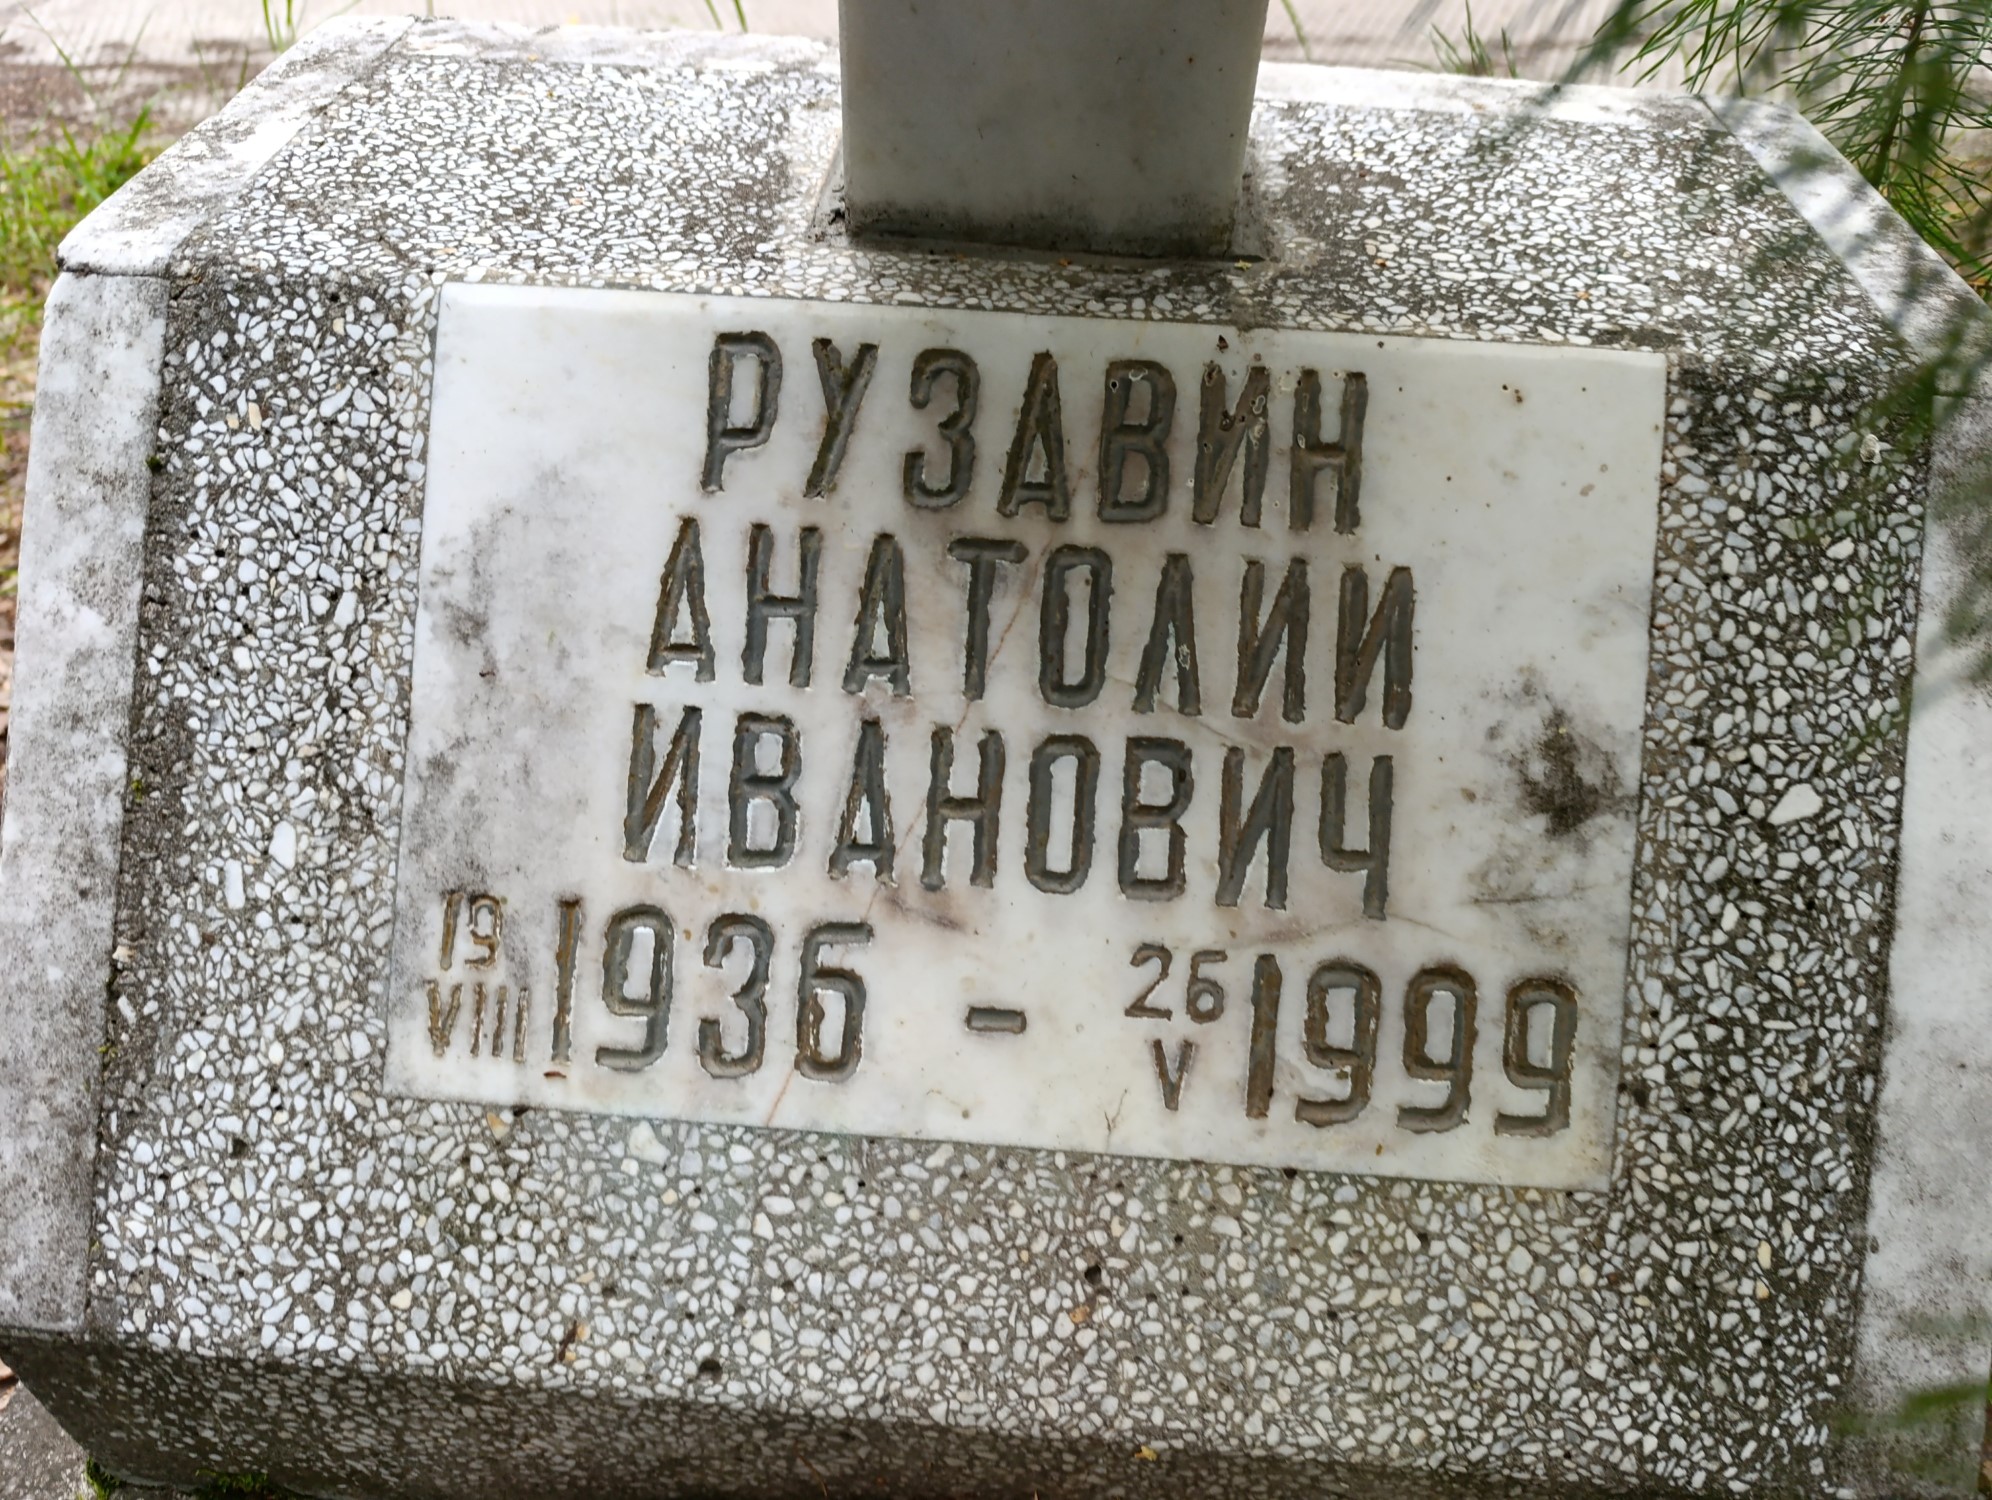 РУЗАВИН
АНАТОЛИИ
ИВАНОВИЧ
19 VIII 1936 - 26 V 1999